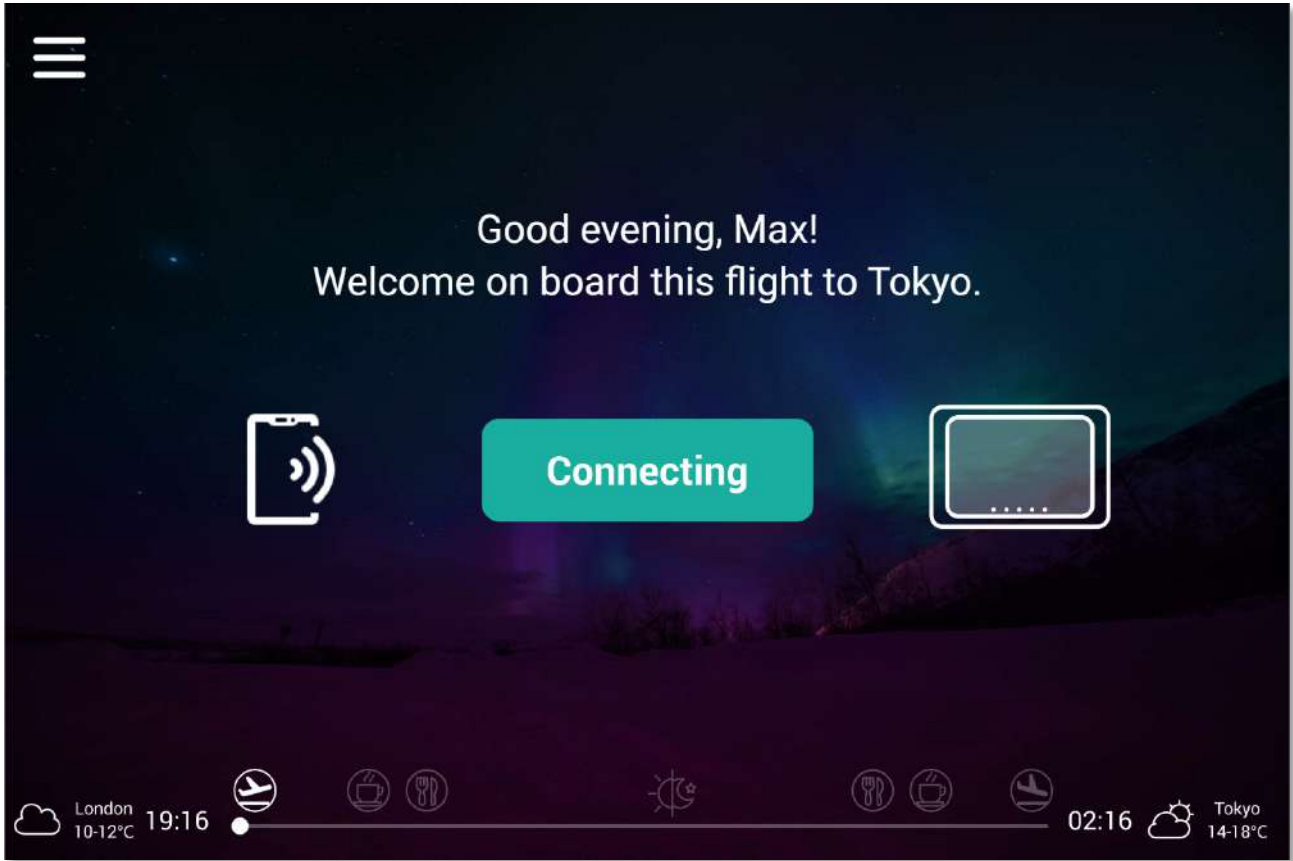 Good evening, Max!
Welcome on board this flight to Tokyo.
Connecting
London
10-12°C
19:16
02:16
Tokyo
14-18°C